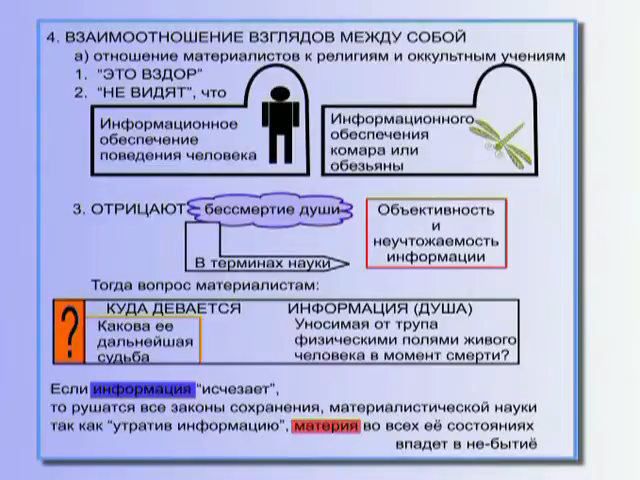 4. ВЗАИМООТНОШЕНИЕ ВЗГЛЯДОВ МЕЖДУ СОБОЙ
а) отношение материалистов к религиям и оккультным учениям
1. "ЭТО ВЗДОР"
2. "НЕ ВИДЯТ", что
Информационное
обеспечение
поведения человека
Информационного
обеспечения
комара или
обезьяны
3. ОТРИЦАЮТ бессмертие души
В терминах науки
Объективность
и
неучтожаемость
информации
Тогда вопрос материалистам:
?
КУДА ДЕВАЕТСЯ
Какова ее
дальнейшая
судьба
ИНФОРМАЦИЯ (ДУША)
Уносимая от трупа
физическими полями живого
человека в момент смерти?
Если информация "исчезает",
то рушатся все законы сохранения, материалистической науки
так как "утратив информацию", материя во всех её состояниях
впадет в не-бытиё